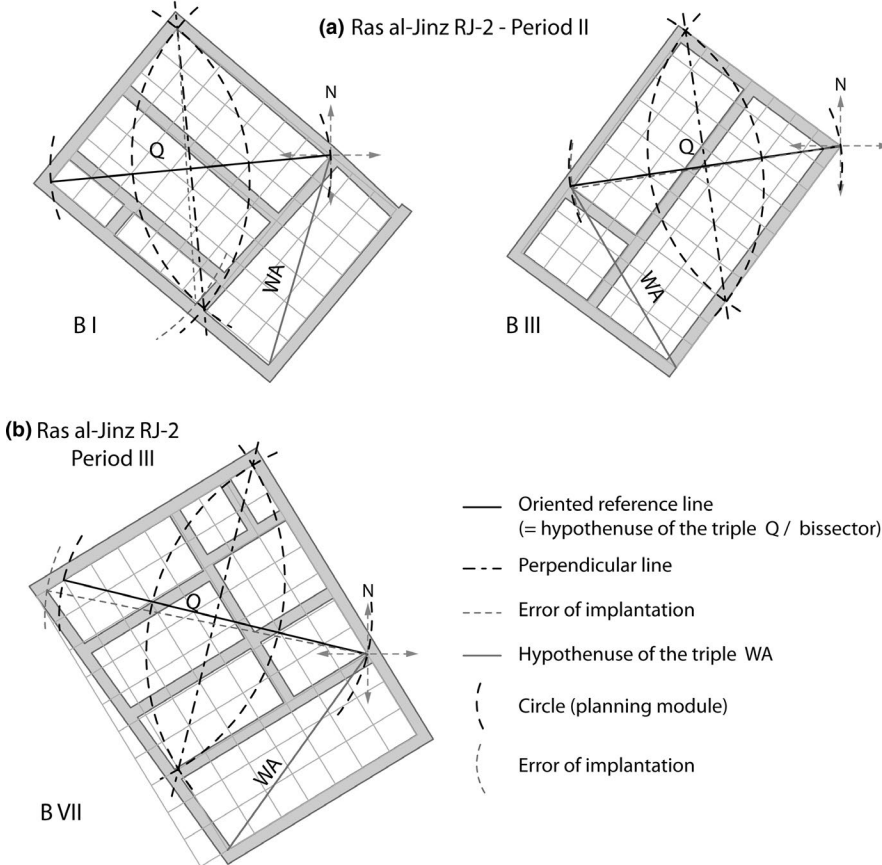 (a) Ras al-Jinz RJ-2 - Period II
N
Q
WA
B I
N
Q
WA
B III
(b) Ras al-Jinz RJ-2
Period III
N
Q
WA
B VII
Oriented reference line
(= hypothenuse of the triple Q / bissector)
Perpendicular line
Error of implantation
Hypothenuse of the triple WA
Circle (planning module)
Error of implantation